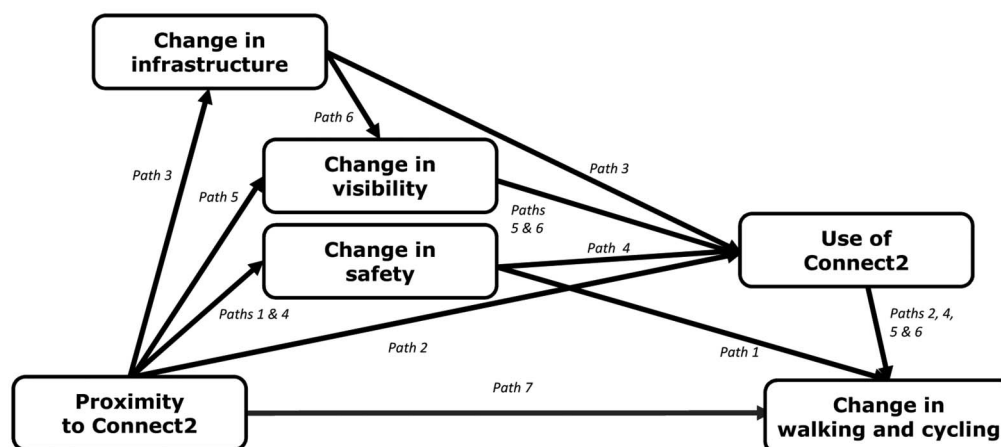 Change in
infrastructure
Path 6
Change in
visibility
Path 3
Path 3
Path 5
Paths
5 & 6
Change in
safety
Path 4
Use of
Connect2
Paths 1 & 4
Path 2
Path 1
Paths 2, 4,
5 & 6
Proximity
to Connect2
Path 7
Change in
walking and cycling